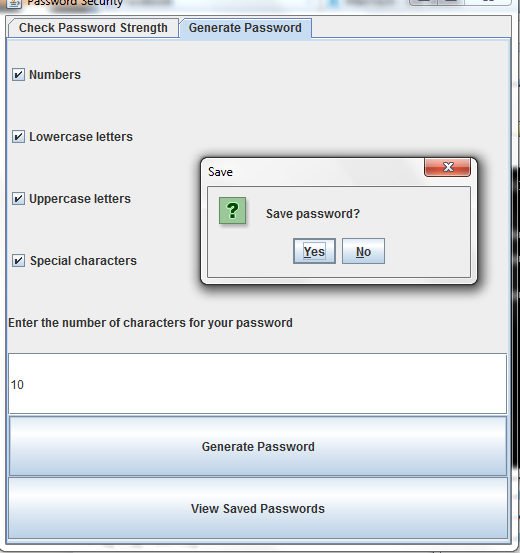 Password Security
Check Password Strength
Generate Password
Numbers
Lowercase letters
Uppercase letters
Special characters
Save
?
Save password?
Yes
No
Enter the number of characters for your password
10
Generate Password
View Saved Passwords